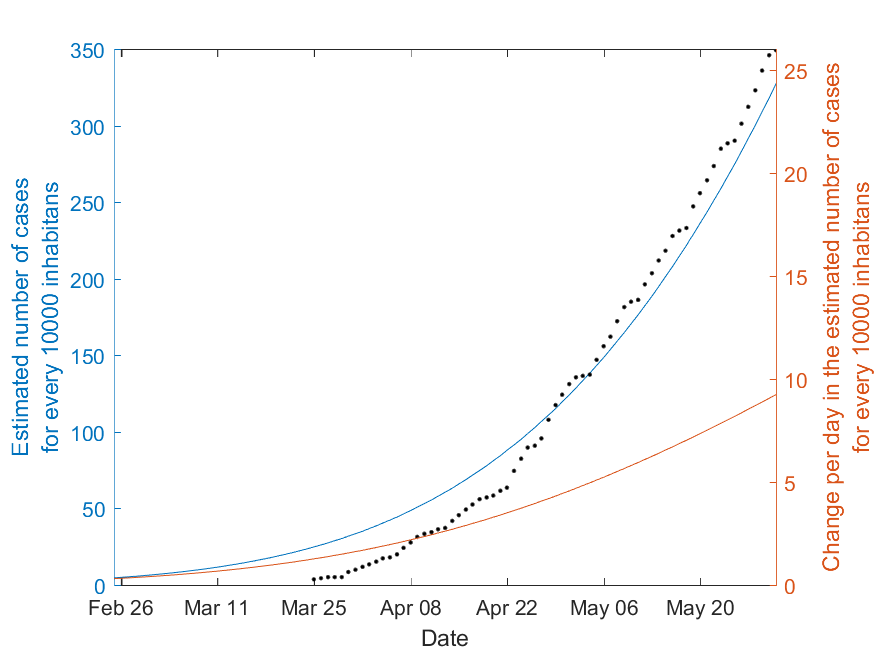 350
300
250
200
150
100
50
0
Estimated number of cases
for every 10000 inhabitans
25
20
15
10
5
0
Change per day in the estimated number of cases
for every 10000 inhabitans
Feb 26 Mar 11 Mar 25 Apr 08 Apr 22 May 06 May 20
Date